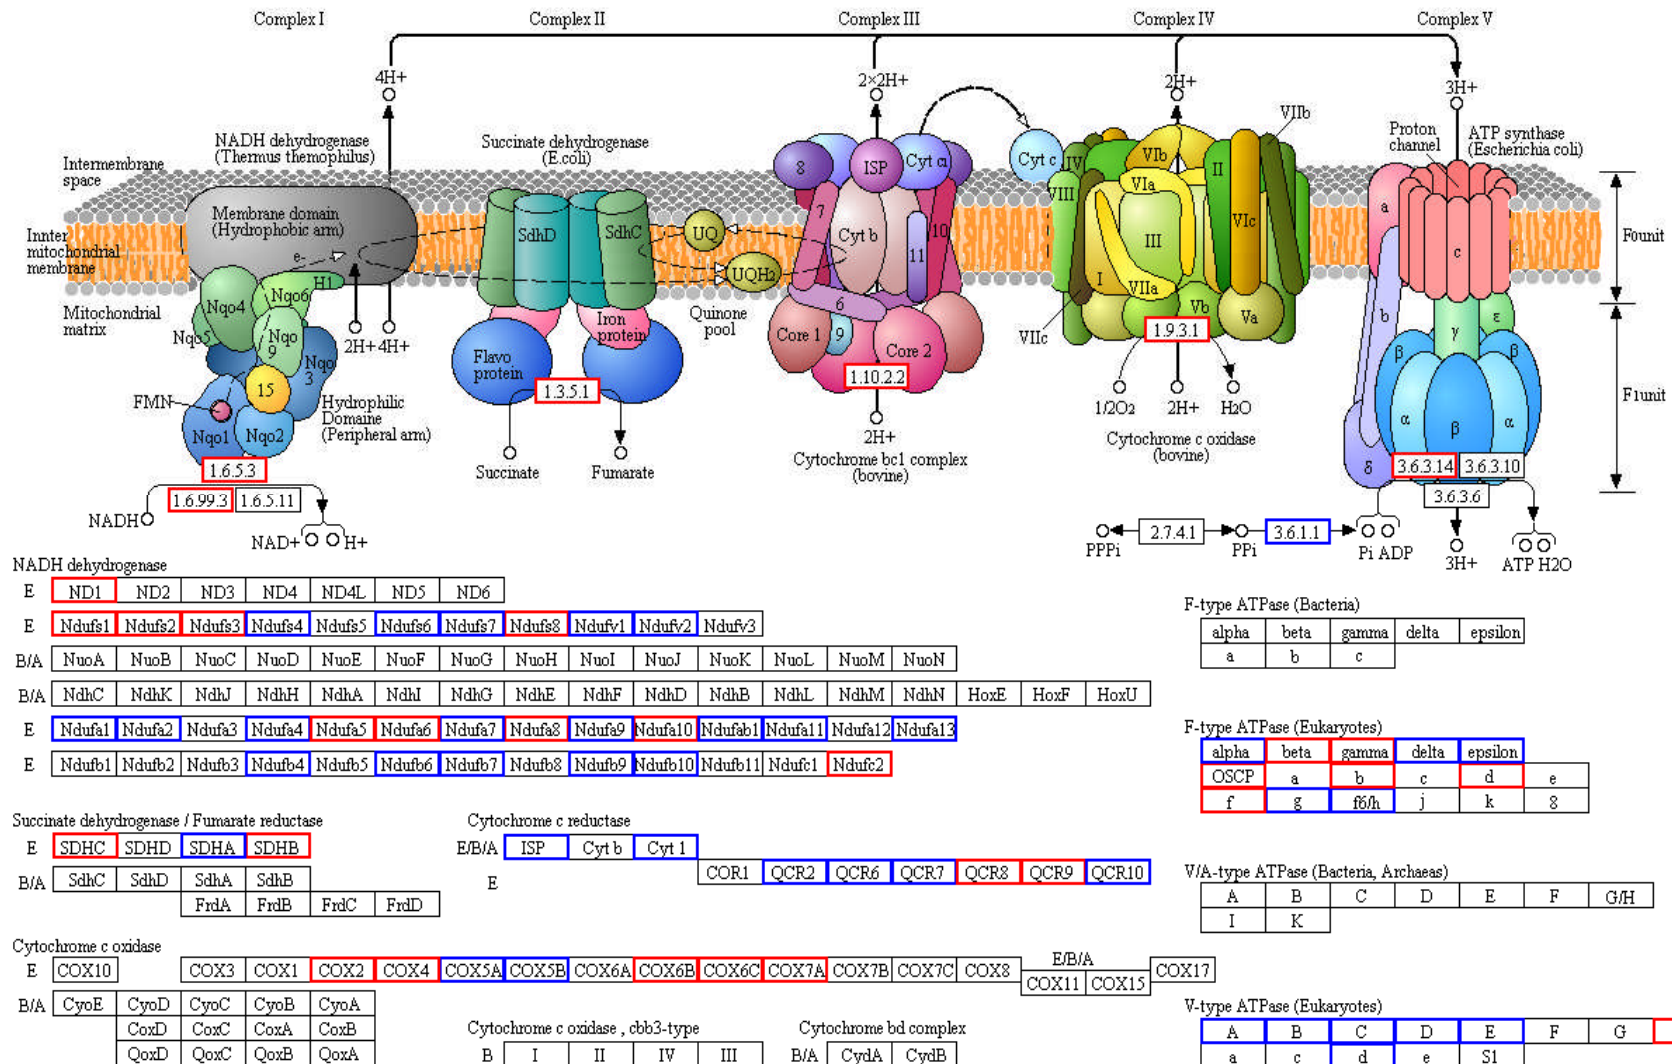 Complex I Complex II Complex III Complex IV Complex V
4H+ 2×2H+ 2H+ 3H+
NADH dehydrogenase
(Thermus themophilus)
Succinate dehydrogenase
(E.coli)
VIIb
Proton
channel
ATP synthase
(Escherichia coli)
Intermembrane
space
8 ISP Cyt c1 Cyt c IV VIb II
VIII VIa
Membrane domain
(Hydrophobic arm)
SdhD SdhC UQ 7 Cyt b 10 11 III VIc a c
Innter
mitochondrial
membrane
F0unit
e- UQH2
H1 I VIIa
Mitochondrial
matrix
Nqo4 Nqo6 Nqo5 Nqo
9
Nqo
3
2H+ 4H+
Iron
protein
Quinone
pool
6 Core 1 9 Core 2 VIIc Vb Va b γ ε
Flavo
protein
1.9.3.1 β β
15 1.3.5.1 1.10.2.2
FMN Nqo1 Nqo2
Hydrophilic
Domaine
(Peripheral arm)
1/2O2 2H+ H2O α β α F1unit
2H+
Cytochrome c oxidase
(bovine)
Succinate Fumarate
Cytochrome bc1 complex
(bovine)
1.6.5.3 δ 3.6.3.14 3.6.3.10
1.6.99.3 1.6.5.11 3.6.3.6
NADH
NAD+ H+
PPPi 2.7.4.1 PPi 3.6.1.1 Pi ADP 3H+ ATP H2O
NADH dehydrogenase
E ND1 ND2 ND3 ND4 ND4L ND5 ND6
E Ndufs1 Ndufs2 Ndufs3 Ndufs4 Ndufs5 Ndufs6 Ndufs7 Ndufs8 Ndufv1 Ndufv2 Ndufv3
B/A NuoA NuoB NuoC NuoD NuoE NuoF NuoG NuoH NuoI NuoJ NuoK NuoL NuoM NuoN
B/A NdhC NdhK NdhJ NdhH NdhA NdhI NdhG NdhE NdhF NdhD NdhB NdhL NdhM NdhN HoxE HoxF HoxU
E Ndufa1 Ndufa2 Ndufa3 Ndufa4 Ndufa5 Ndufa6 Ndufa7 Ndufa8 Ndufa9 Ndufa10 Ndufab1 Ndufa11 Ndufa12 Ndufa13
E Ndufb1 Ndufb2 Ndufb3 Ndufb4 Ndufb5 Ndufb6 Ndufb7 Ndufb8 Ndufb9 Ndufb10 Ndufb11 Ndufc1 Ndufc2
F-type ATPase (Bacteria)
alpha beta gamma delta epsilon
a b c
F-type ATPase (Eukaryotes)
alpha beta gamma delta epsilon
OSCP a b c d e
f g f6/h j k 8
Succinate dehydrogenase / Fumarate reductase
E SDHC SDHD SDHA SDHB
B/A SdhC SdhD SdhA SdhB
FrdA FrdB FrdC FrdD
Cytochrome c reductase
E/B/A ISP Cyt b Cyt 1
E COR1 QCR2 QCR6 QCR7 QCR8 QCR9 QCR10
V/A-type ATPase (Bacteria, Archaeas)
A B C D E F G/H
I K
Cytochrome c oxidase
E COX10 COX3 COX1 COX2 COX4 COX5A COX5B COX6A COX6B COX6C COX7A COX7B COX7C COX8 E/B/A COX17
COX11 COX15
B/A CyoE CyoD CyoC CyoB CyoA
CoxD CoxC CoxA CoxB
QoxD QoxC QoxB QoxA
Cytochrome c oxidase , cbb3-type
B I II IV III
Cytochrome bd complex
B/A CydA CydB
V-type ATPase (Eukaryotes)
A B C D E F G
a c d e S1